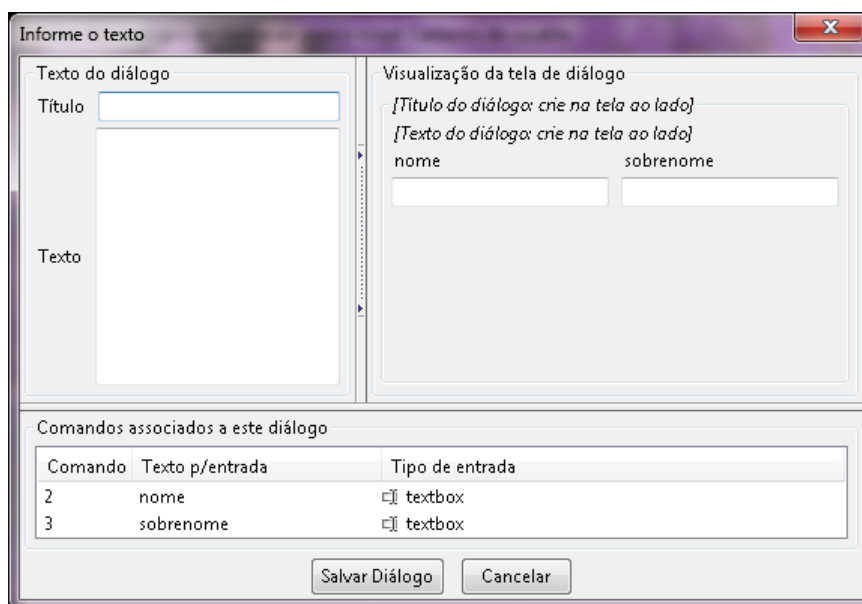 Informe o texto
Texto do diálogo
Título
Texto
Visualização da tela de diálogo
[Título do diálogo: crie na tela ao lado]
[Texto do diálogo: crie na tela ao lado]
nome sobrenome
Comandos associados a este diálogo
Comando Texto p/entrada Tipo de entrada
2 nome textbox
3 sobrenome textbox
Salvar Diálogo Cancelar